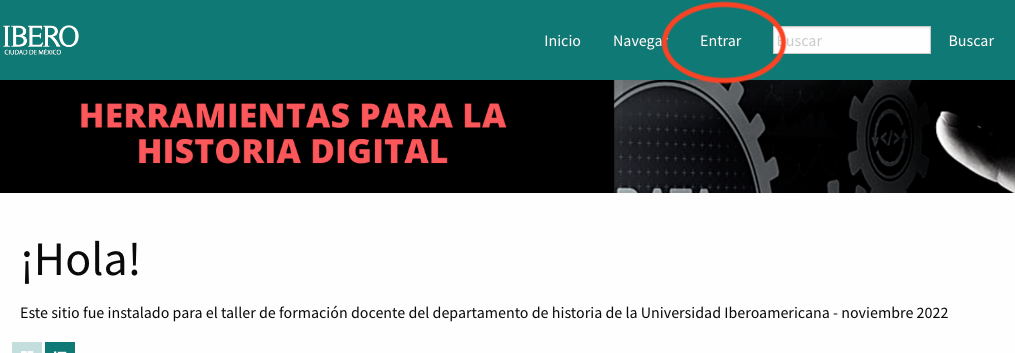 IBERO
CIUDAD DE MÉXICO
Inicio Navegar Entrar Buscar Buscar
HERRAMIENTAS PARA LA
HISTORIA DIGITAL
DATA
¡Hola!
Este sitio fue instalado para el taller de formación docente del departamento de historia de la Universidad Iberoamericana - noviembre 2022